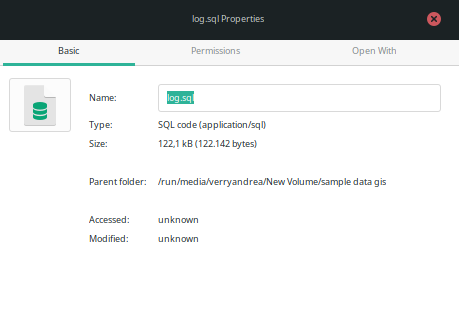 log.sql Properties
Basic
Permissions
Open With
Name:
log.sql
Type:
SQL code (application/sql)
Size:
122,1 kB (122.142 bytes)
Parent folder:
/run/media/verryandrea/New Volume/sample data gis
Accessed:
unknown
Modified:
unknown